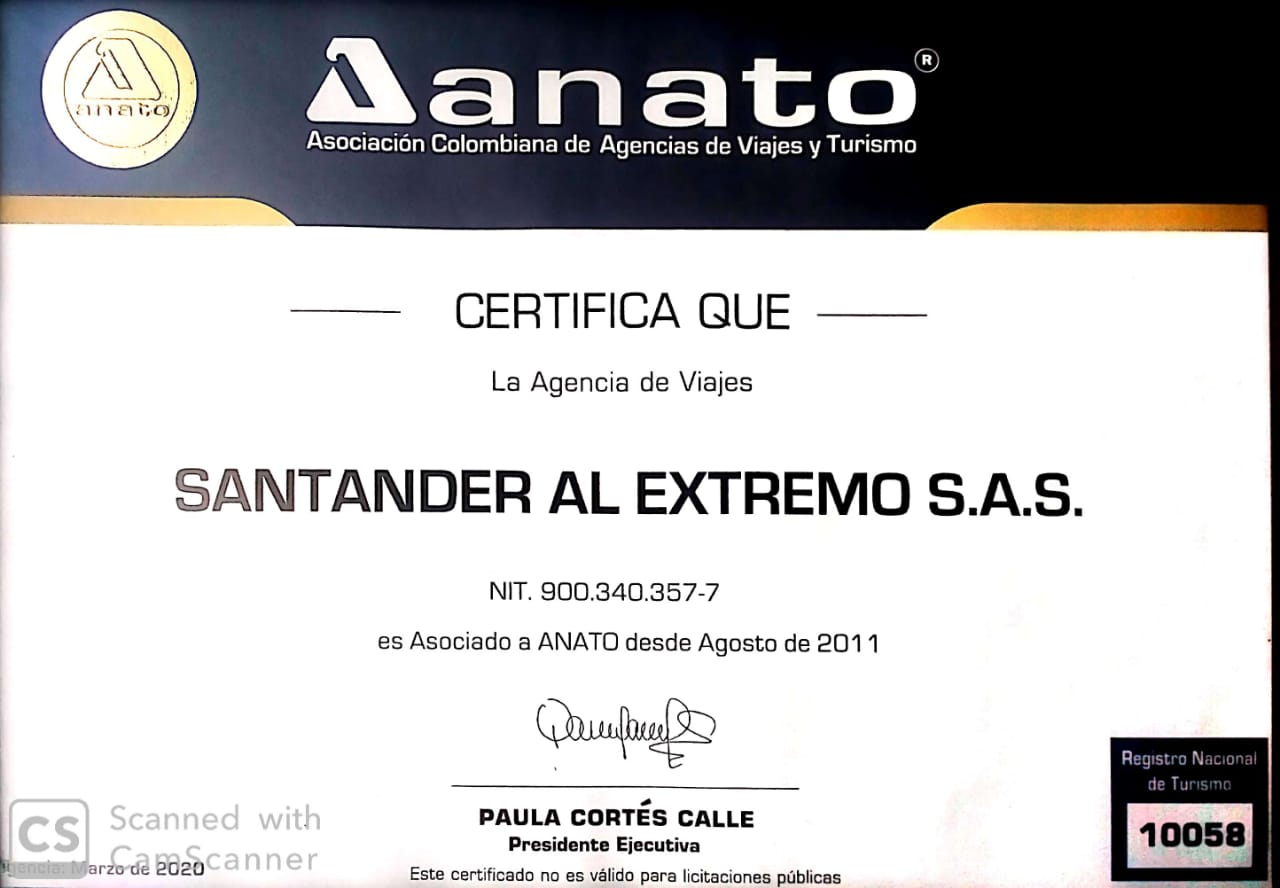 anato
anato®
Asociación Colombiana de Agencias de Viajes y Turismo
CERTIFICA QUE
La Agencia de Viajes
SANTANDER AL EXTREMO S.A.S.
NIT. 900.340.357-7
es Asociado a ANATO desde Agosto de 2011
PAULA CORTÉS CALLE
Presidente Ejecutiva
Este certificado no es válido para licitaciones públicas
Registro Nacional
de Turismo
10058
CS
Scanned with
CamScanner
Marzo de 2020